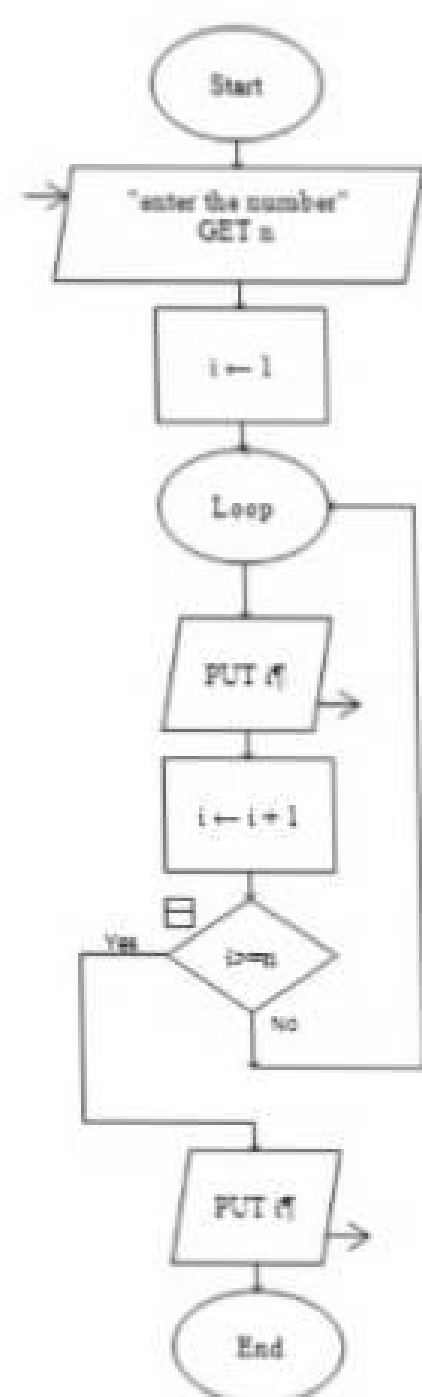 Start
"enter the number"
GET n
i ← 1
Loop
PUT i¶
i ← i + 1
i>=n
Yes
No
PUT i¶
End